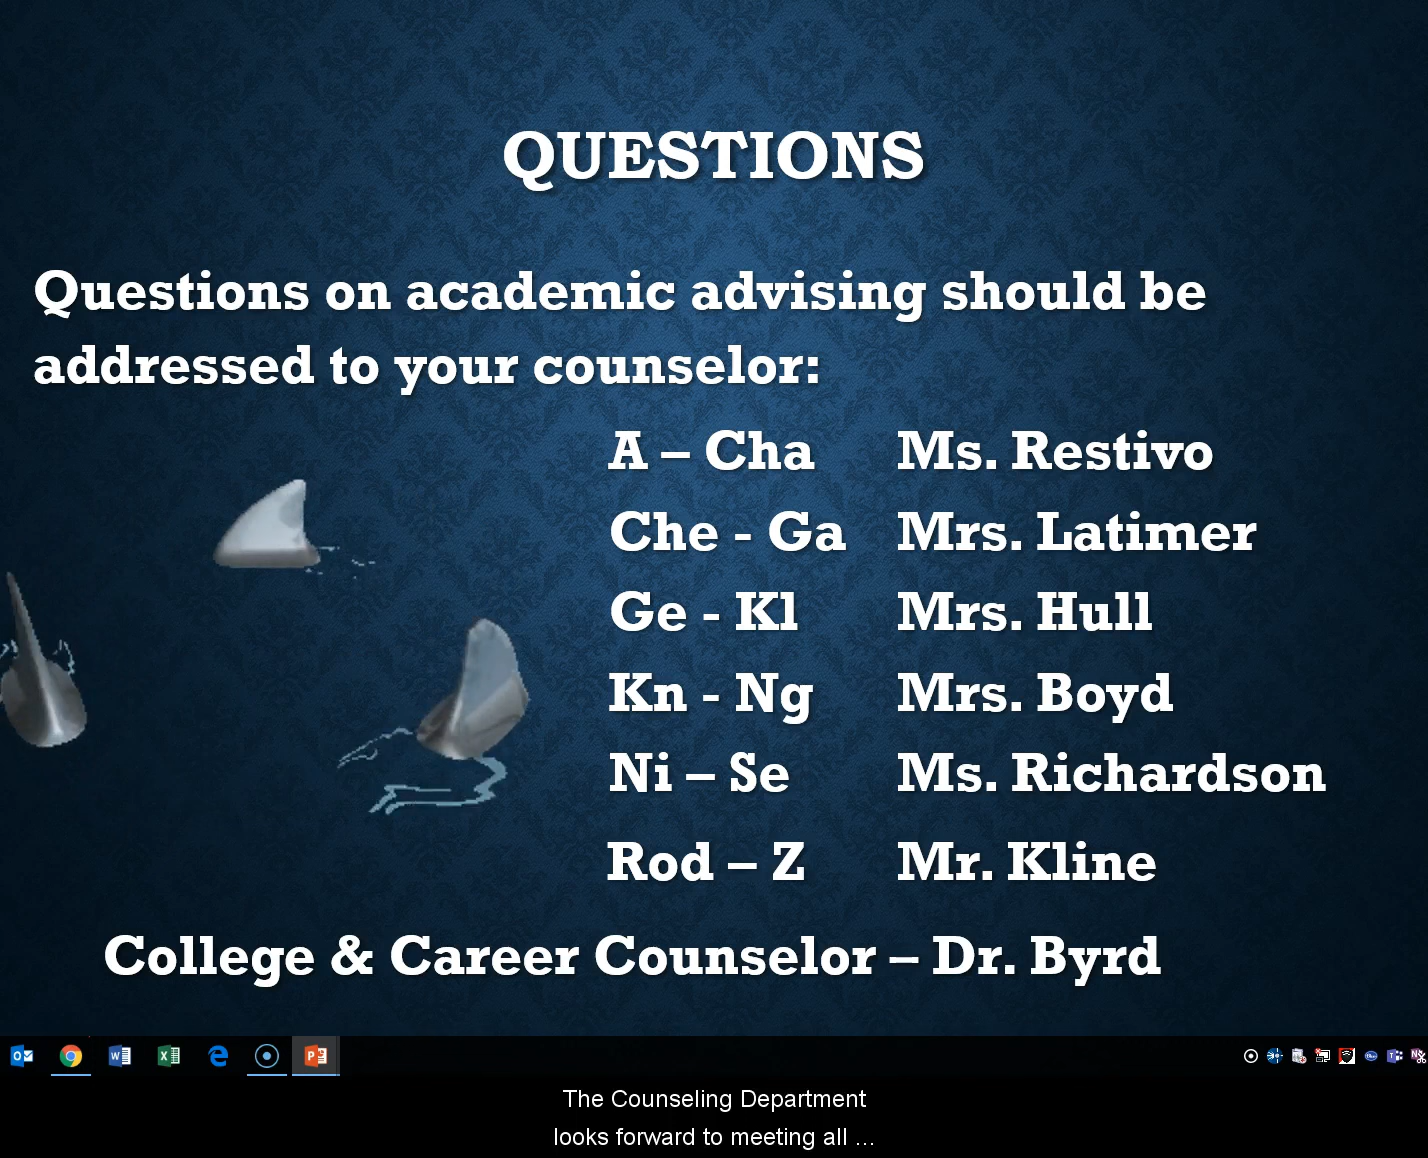 QUESTIONS
Questions on academic advising should be
addressed to your counselor:
A – Cha Ms. Restivo
Che - Ga Mrs. Latimer
Ge - Kl Mrs. Hull
Kn - Ng Mrs. Boyd
Ni – Se Ms. Richardson
Rod – Z Mr. Kline
College & Career Counselor – Dr. Byrd
The Counseling Department
looks forward to meeting all ...